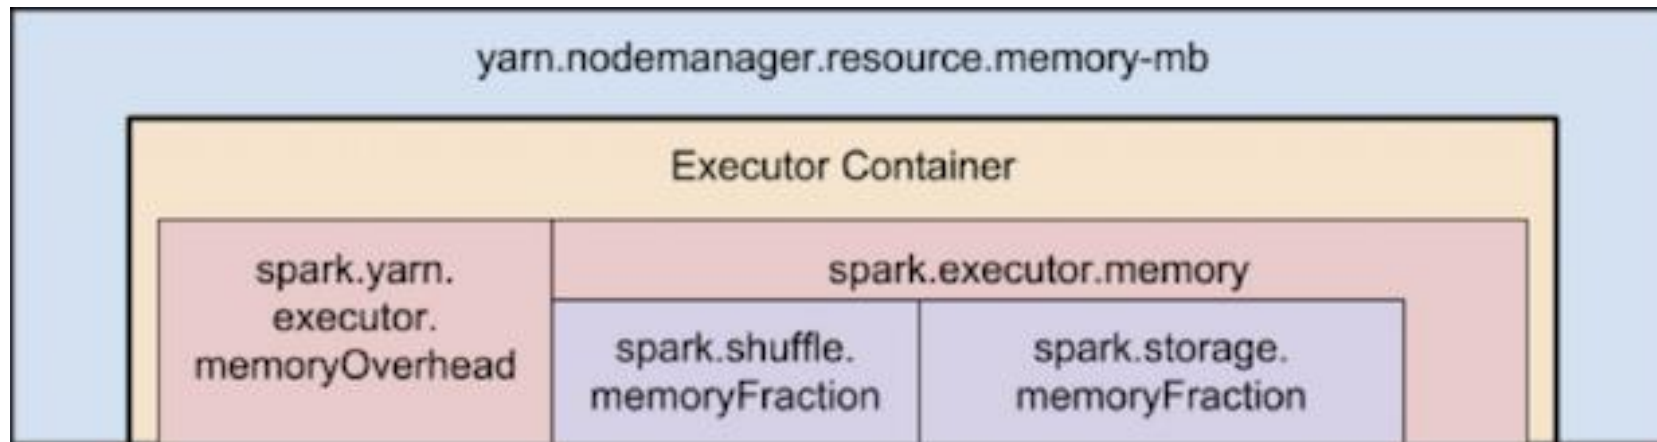 yarn.nodemanager.resource.memory-mb
Executor Container
spark.yarn.
executor.
memoryOverhead
spark.executor.memory
spark.shuffle.
memoryFraction
spark.storage.
memoryFraction